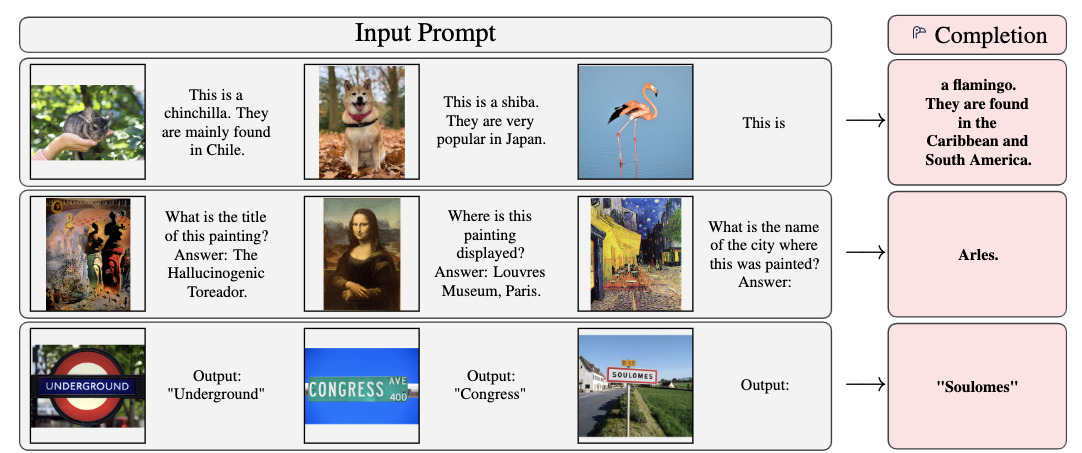 Input Prompt
Completion
This is a
chinchilla. They
are mainly found
in Chile.
This is a shiba.
They are very
popular in Japan.
This is
a flamingo.
They are found
in the
Caribbean and
South America.
What is the title
of this painting?
Answer: The
Hallucinogenic
Toreador.
Where is this
painting
displayed?
Answer: Louvres
Museum, Paris.
What is the name
of the city where
this was painted?
Answer:
Arles.
UNDERGROUND
Output:
"Underground"
CONGRESS AVE
400
Output:
"Congress"
SOULOMES
Output:
"Soulomes"